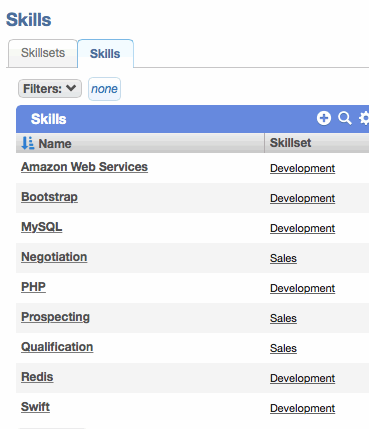 Skills
Skillsets Skills
Filters: none
Skills
Name Skillset
Amazon Web Services Development
Bootstrap Development
MySQL Development
Negotiation Sales
PHP Development
Prospecting Sales
Qualification Sales
Redis Development
Swift Development